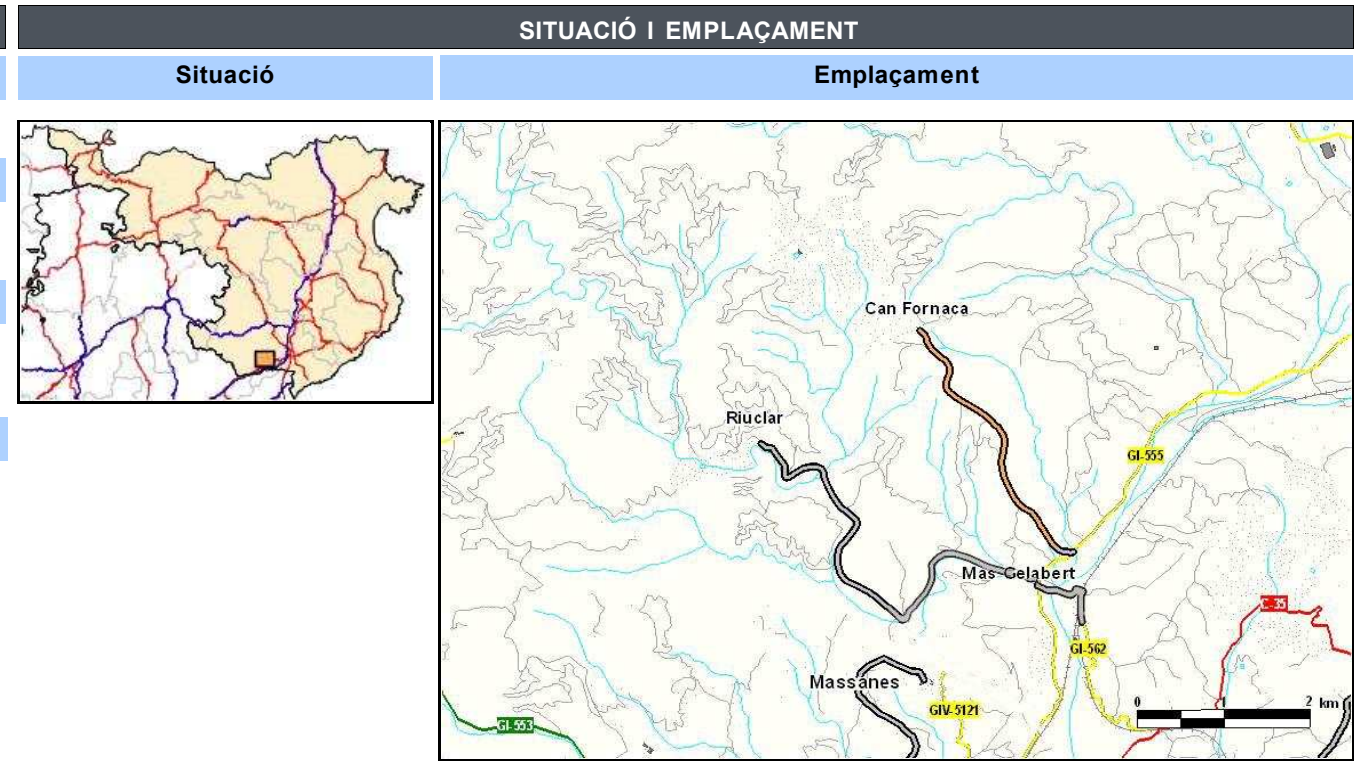 SITUACIÓ I EMPLAÇAMENT
Situació
Emplaçament
Can Fornaca
Riuclar
GI-555
Mas Gelabert
C-35
GI-562
Massanes
GIV-5121
0 1 2 km
GI-553